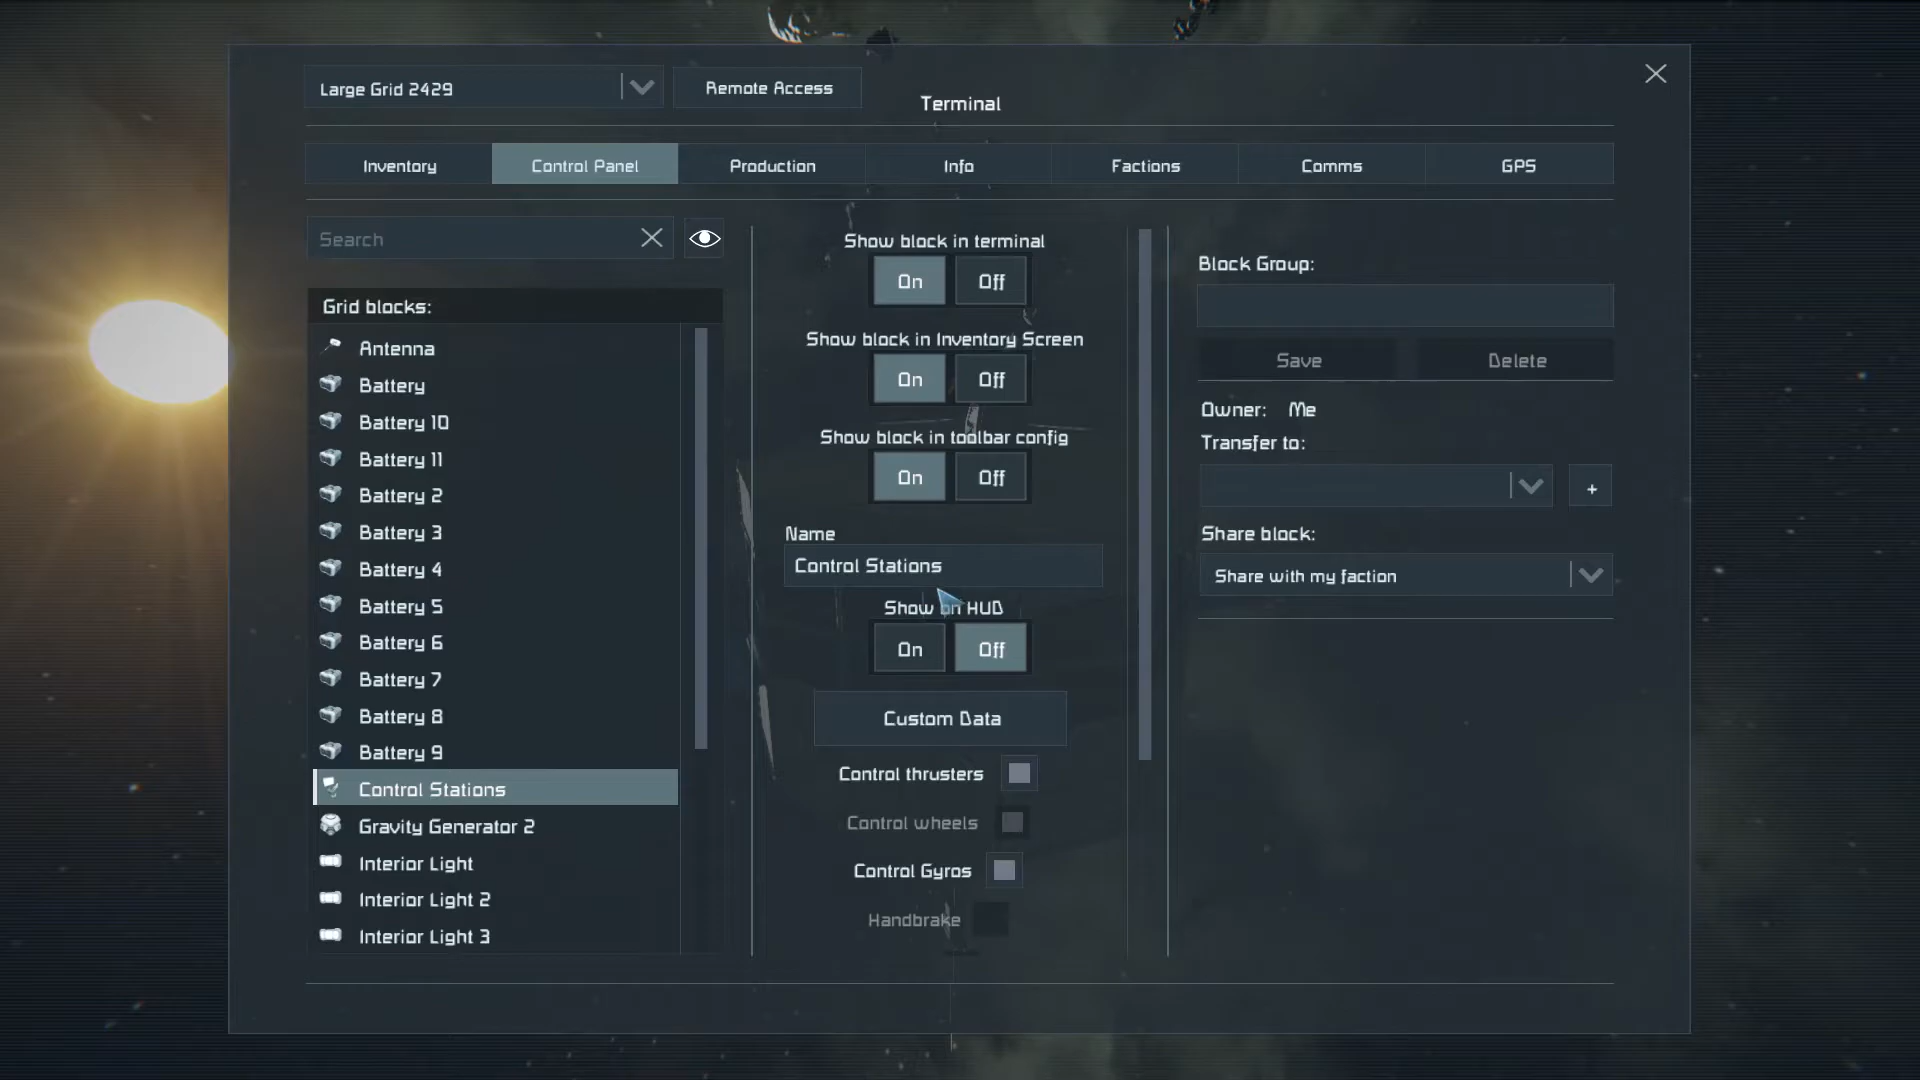 Large Grid 2429
Remote Access
Terminal
Inventory
Control Panel
Production
Info
Factions
Comms
GPS
Search
Grid blocks:
Antenna
Battery
Battery 10
Battery 11
Battery 2
Battery 3
Battery 4
Battery 5
Battery 6
Battery 7
Battery 8
Battery 9
Control Stations
Gravity Generator 2
Interior Light
Interior Light 2
Interior Light 3
Show block in terminal
On Off
Show block in Inventory Screen
On Off
Show block in toolbar config
On Off
Name
Control Stations
Show on HUD
On Off
Custom Data
Control thrusters
Control wheels
Control Gyros
Handbrake
Block Group:
Save Delete
Owner: Me
Transfer to:
+
Share block:
Share with my faction